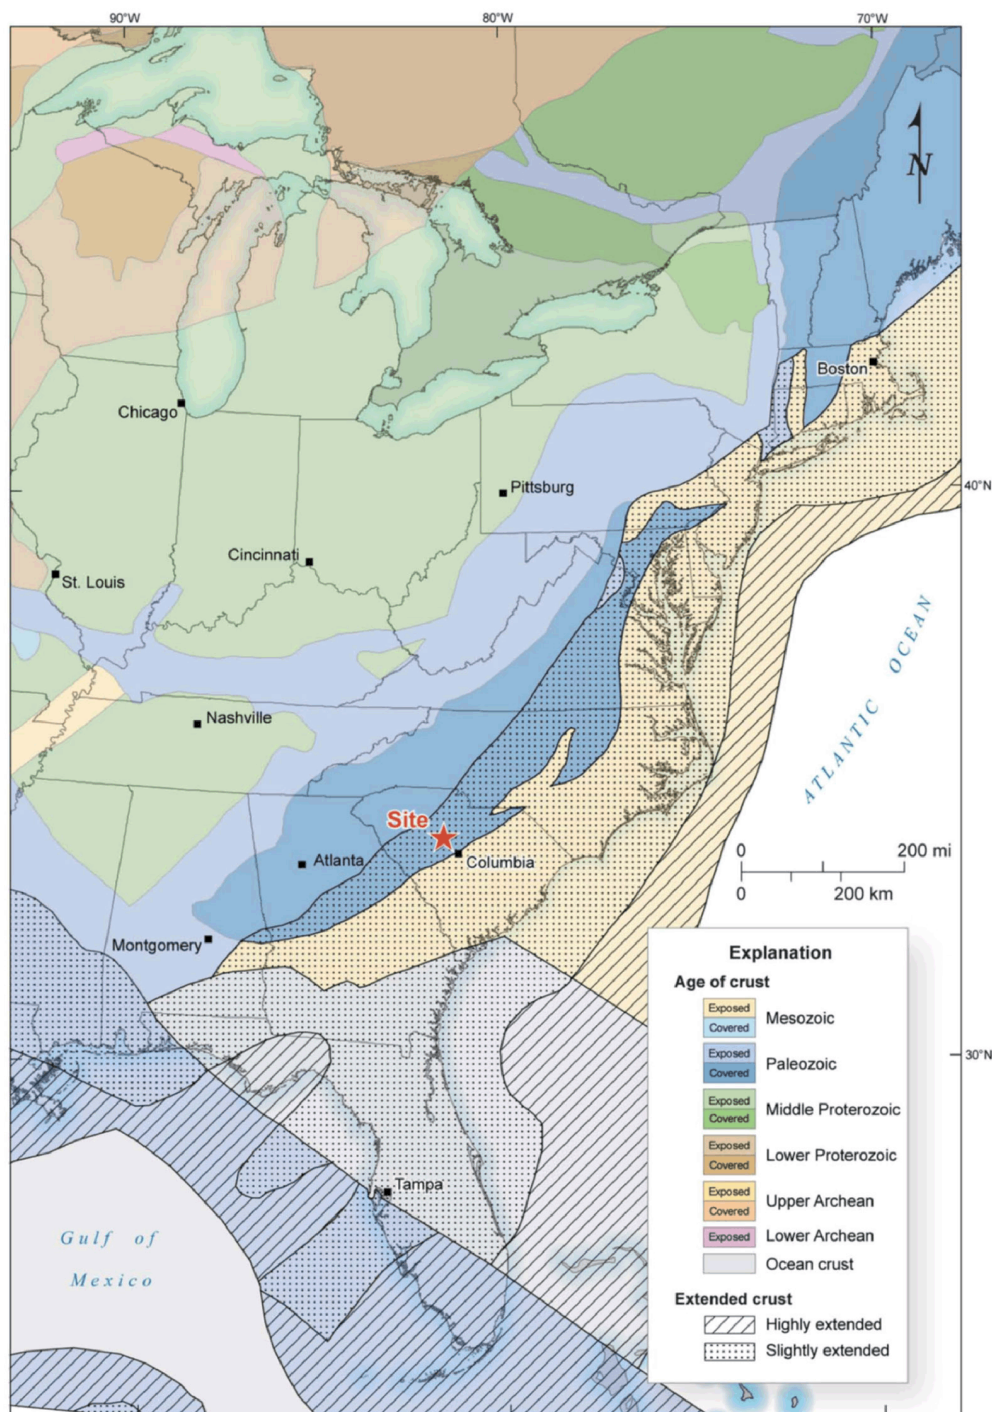 90°W
80°W
70°W
N
Boston
Chicago
Pittsburg
40°N
Cincinnati
St. Louis
ATLANTIC OCEAN
Nashville
Site
Atlanta
Columbia
0 200 mi
0 200 km
Montgomery
30°N
Tampa
Gulf of
Mexico
Explanation
Age of crust
Exposed
Covered
Mesozoic
Exposed
Covered
Paleozoic
Exposed
Covered
Middle Proterozoic
Exposed
Covered
Lower Proterozoic
Exposed
Covered
Upper Archean
Exposed
Lower Archean
Ocean crust
Extended crust
Highly extended
Slightly extended